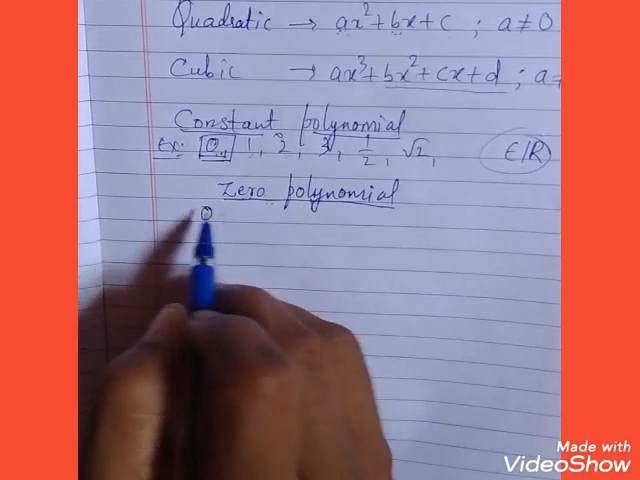 Quadratic → ax²+bx+c ; a≠0
Cubic → ax³+bx²+cx+d ; a≠
Constant polynomial
Ex: 0, 1, 2, 3, 1/2, √2, ∈/R
Zero polynomial
0
Made with
VideoShow